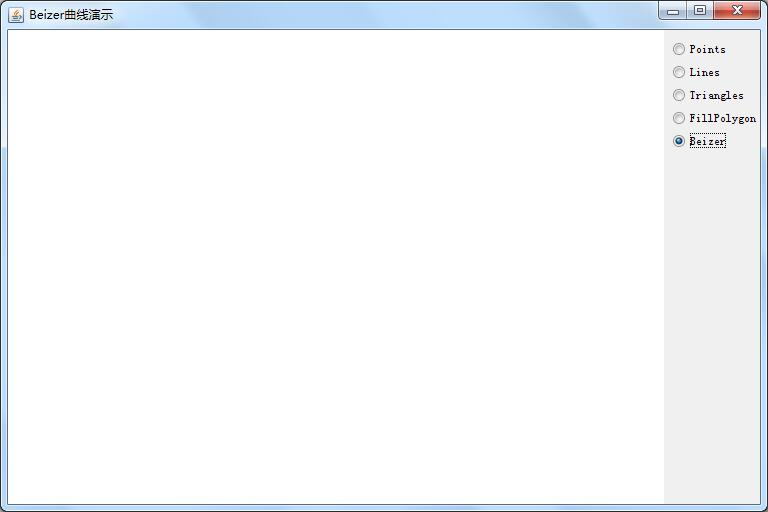 Beizer曲线演示
Points
Lines
Triangles
FillPolygon
Beizer